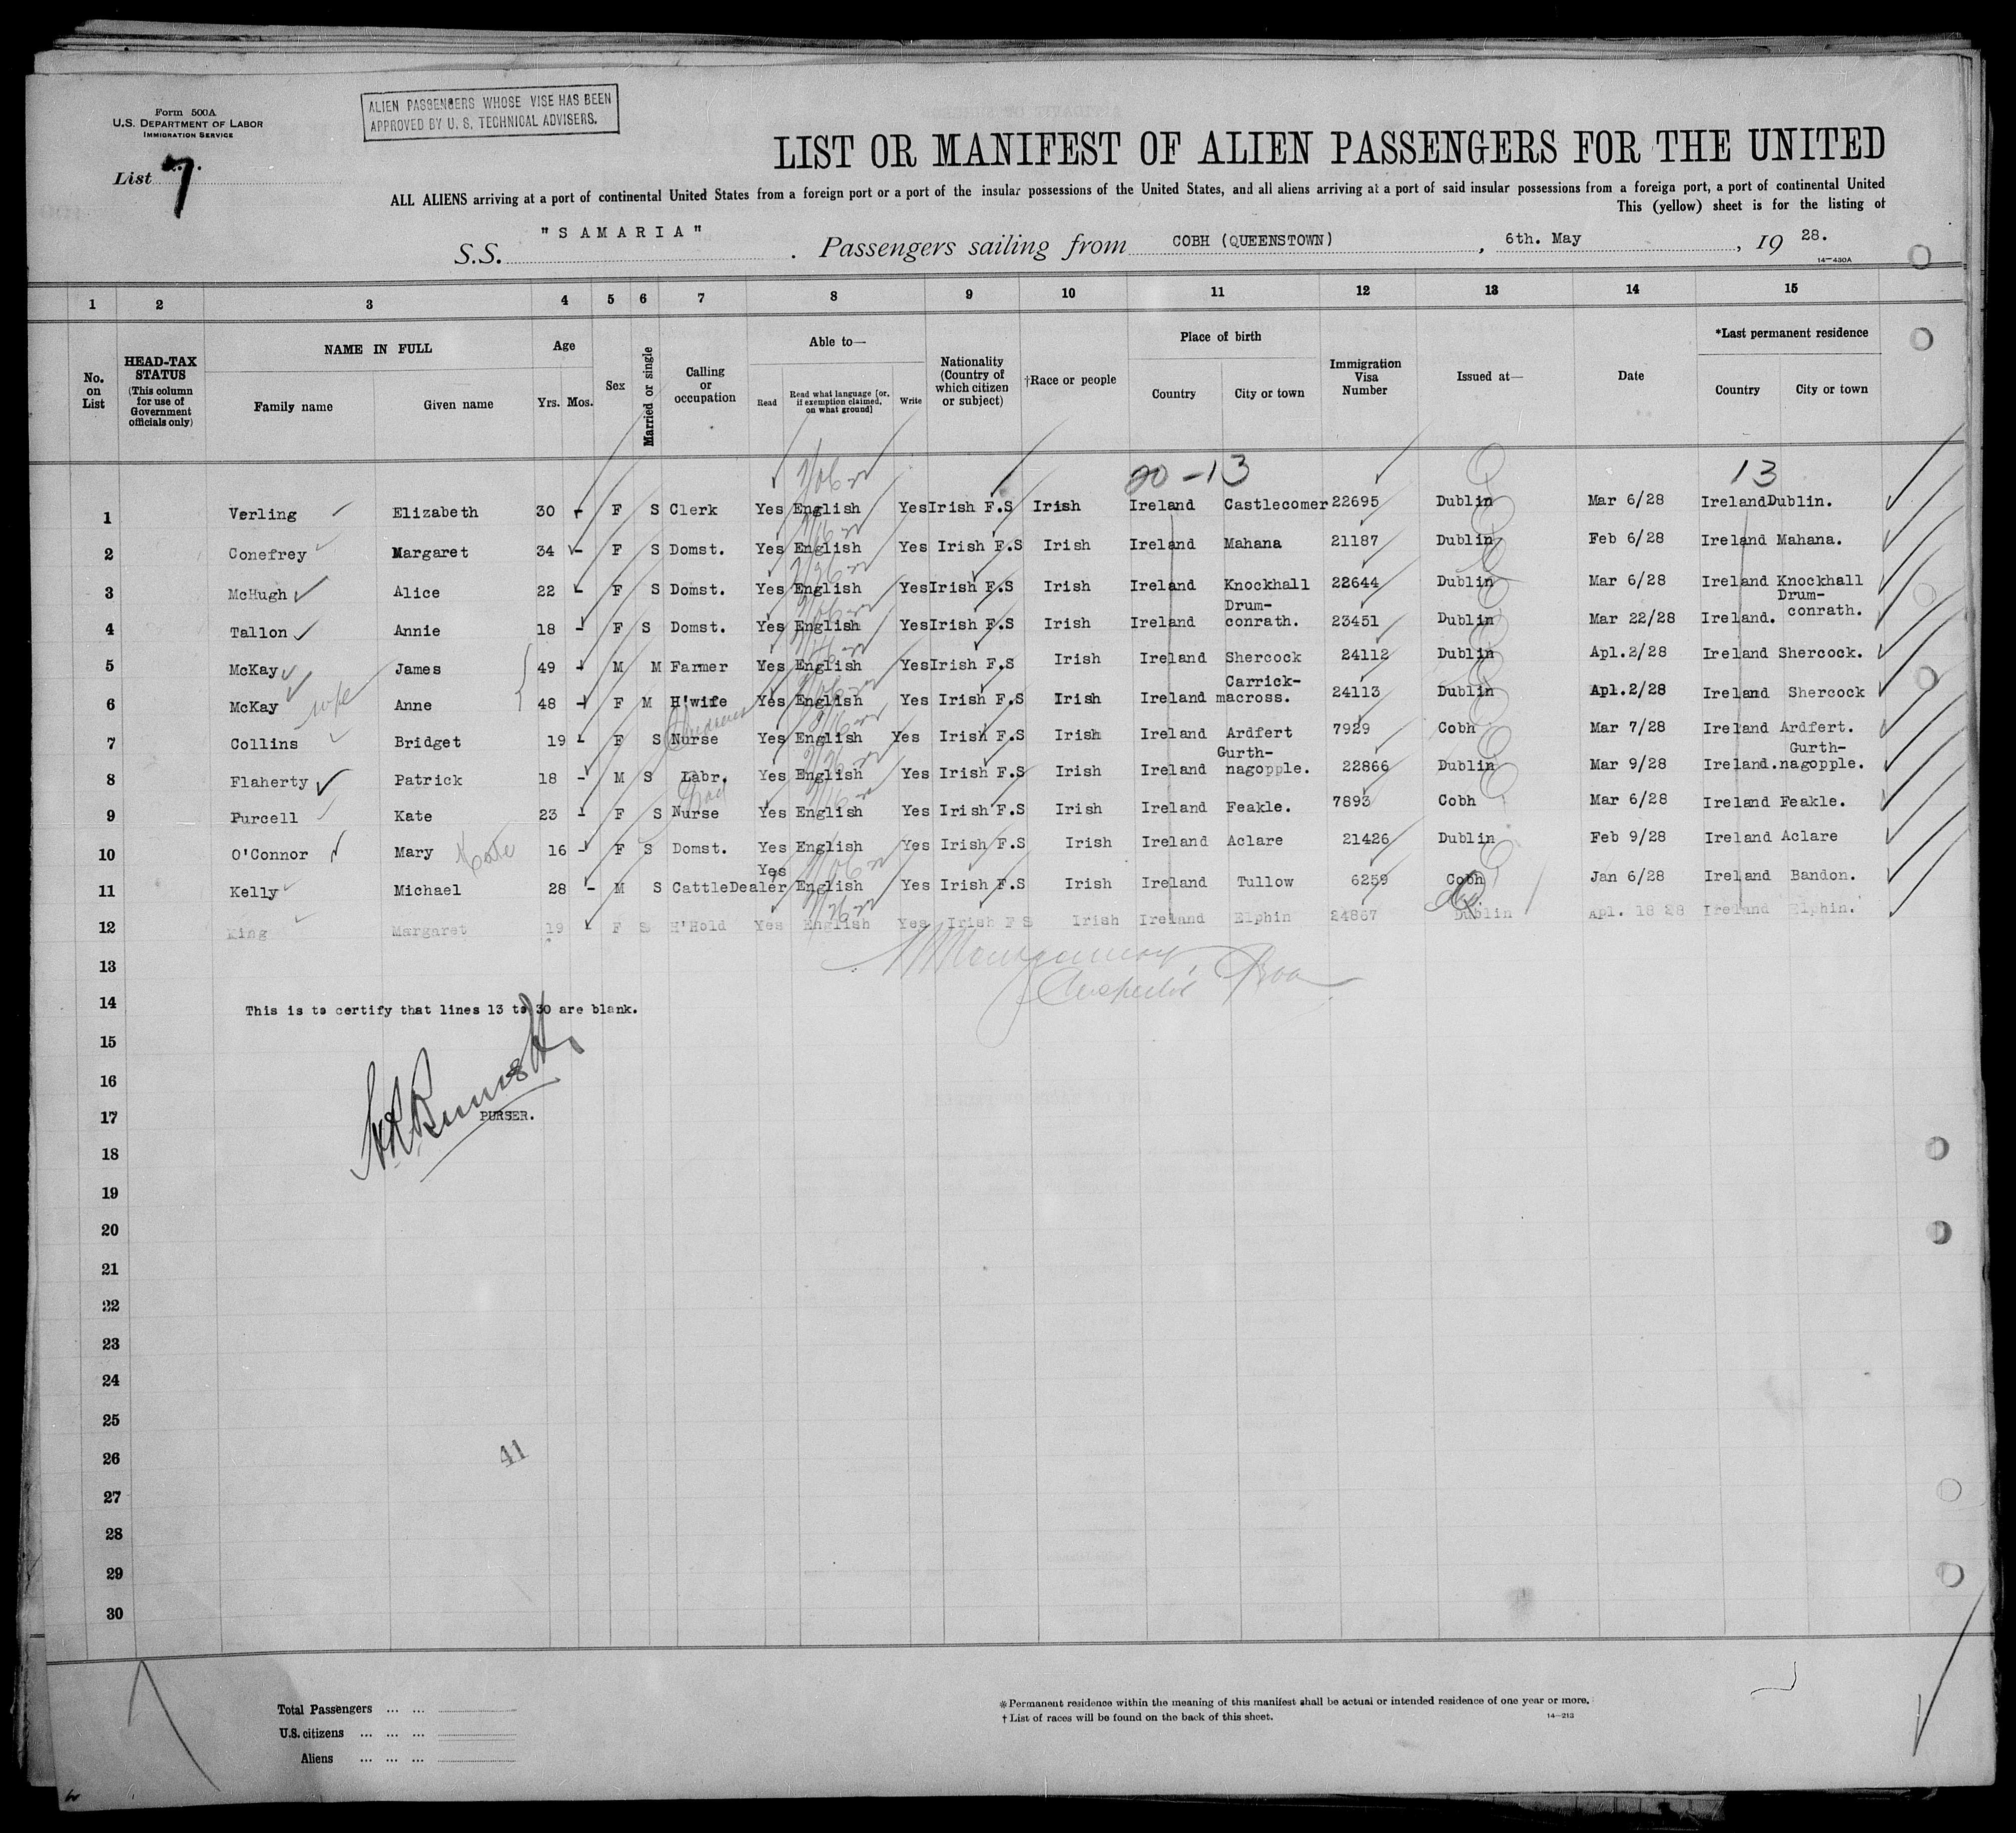 Form 500A
U.S. DEPARTMENT OF LABOR
IMMIGRATION SERVICE
ALIEN PASSENGERS WHOSE VISE HAS BEEN
APPROVED BY U. S. TECHNICAL ADVISERS.
List 7
LIST OR MANIFEST OF ALIEN PASSENGERS FOR THE UNITED
ALL ALIENS arriving at a port of continental United States from a foreign port or a port of the insular possessions of the United States, and all aliens arriving at a port of said insular possessions from a foreign port, a port of continental United
This (yellow) sheet is for the listing of
S.S. "SAMARIA" . Passengers sailing from COBH (QUEENSTOWN) , 6th. May , 19 28.
14—430A
1 2 3 4 5 6 7 8 9 10 11 12 13 14 15
No. on List
HEAD-TAX STATUS (This column for use of Government officials only)
NAME IN FULL
Family name Given name
Age
Yrs. Mos.
Sex
Married or single
Calling or occupation
Able to—
Read Read what language [or, if exemption claimed, on what ground] Write
Nationality (Country of which citizen or subject)
†Race or people
Place of birth
Country City or town
Immigration Visa Number
Issued at—
Date
*Last permanent residence
Country City or town
20-13 13
1 Verling Elizabeth 30 - F S Clerk Yes English Yes Irish F.S Irish Ireland Castlecomer 22695 Dublin Mar 6/28 Ireland Dublin.
2 Conefrey Margaret 34 - F S Domst. Yes English Yes Irish F.S Irish Ireland Mahana 21187 Dublin Feb 6/28 Ireland Mahana.
3 McHugh Alice 22 - F S Domst. Yes English Yes Irish F.S Irish Ireland Knockhall 22644 Dublin Mar 6/28 Ireland Knockhall
4 Tallon Annie 18 - F S Domst. Yes English Yes Irish F.S Irish Ireland Drum-conrath. 23451 Dublin Mar 22/28 Ireland. Drum-conrath.
5 McKay James 49 - M M Farmer Yes English Yes Irish F.S Irish Ireland Shercock 24112 Dublin Apl.2/28 Ireland Shercock.
6 McKay wife Anne 48 - F M H'wife Yes English Yes Irish F.S Irish Ireland Carrick-macross. 24113 Dublin Apl.2/28 Ireland Shercock
7 Collins Bridget 19 - F S Nurse Yes English Yes Irish F.S Irish Ireland Ardfert 7929 Cobh Mar 7/28 Ireland Ardfert.
8 Flaherty Patrick 18 - M S Labr. Yes English Yes Irish F.S Irish Ireland Gurth-nagopple. 22866 Dublin Mar 9/28 Ireland. Gurth-nagopple.
9 Purcell Kate 23 - F S Nurse Yes English Yes Irish F.S Irish Ireland Feakle. 7893 Cobh Mar 6/28 Ireland Feakle.
10 O'Connor Mary Kate 16 - F S Domst. Yes English Yes Irish F.S Irish Ireland Aclare 21426 Dublin Feb 9/28 Ireland Aclare
11 Kelly Michael 28 - M S CattleDealer Yes English Yes Irish F.S Irish Ireland Tullow 6259 Cobh Jan 6/28 Ireland Bandon.
12 King Margaret 19 F S H'Hold Yes English Yes Irish F S Irish Ireland Elphin 24867 Dublin Apl. 18 28 Ireland Elphin.
13
14 This is to certify that lines 13 to 30 are blank.
15
16
17 PURSER.
18
19
20
21
22
23
24
25
26
41
27
28
29
30
Total Passengers ... ...
U.S. citizens ... ... ...
Aliens ... ... ...
*Permanent residence within the meaning of this manifest shall be actual or intended residence of one year or more.
†List of races will be found on the back of this sheet.
14—213